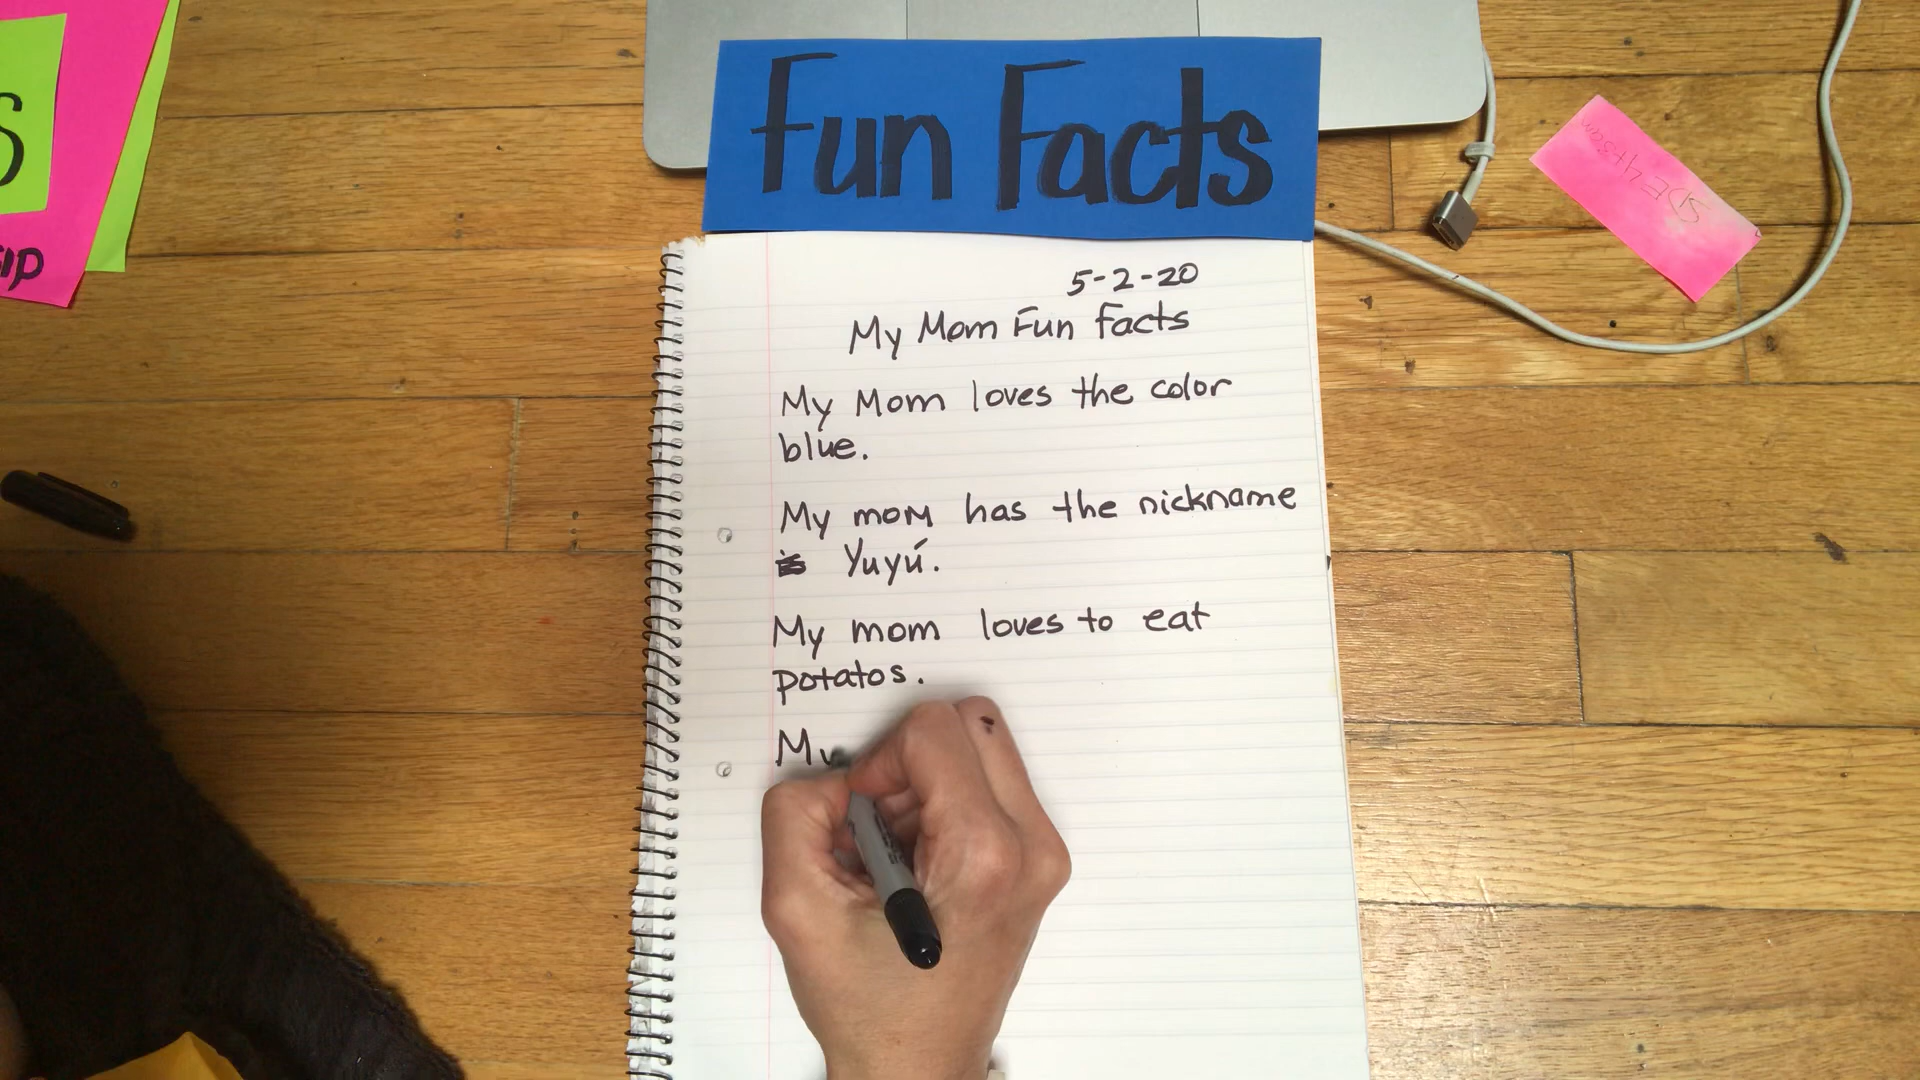 S
Fun Facts
5-2-20
My Mom Fun Facts
My Mom loves the color
blue.
My mom has the nickname
Yuyú.
My mom loves to eat
potatos.
My